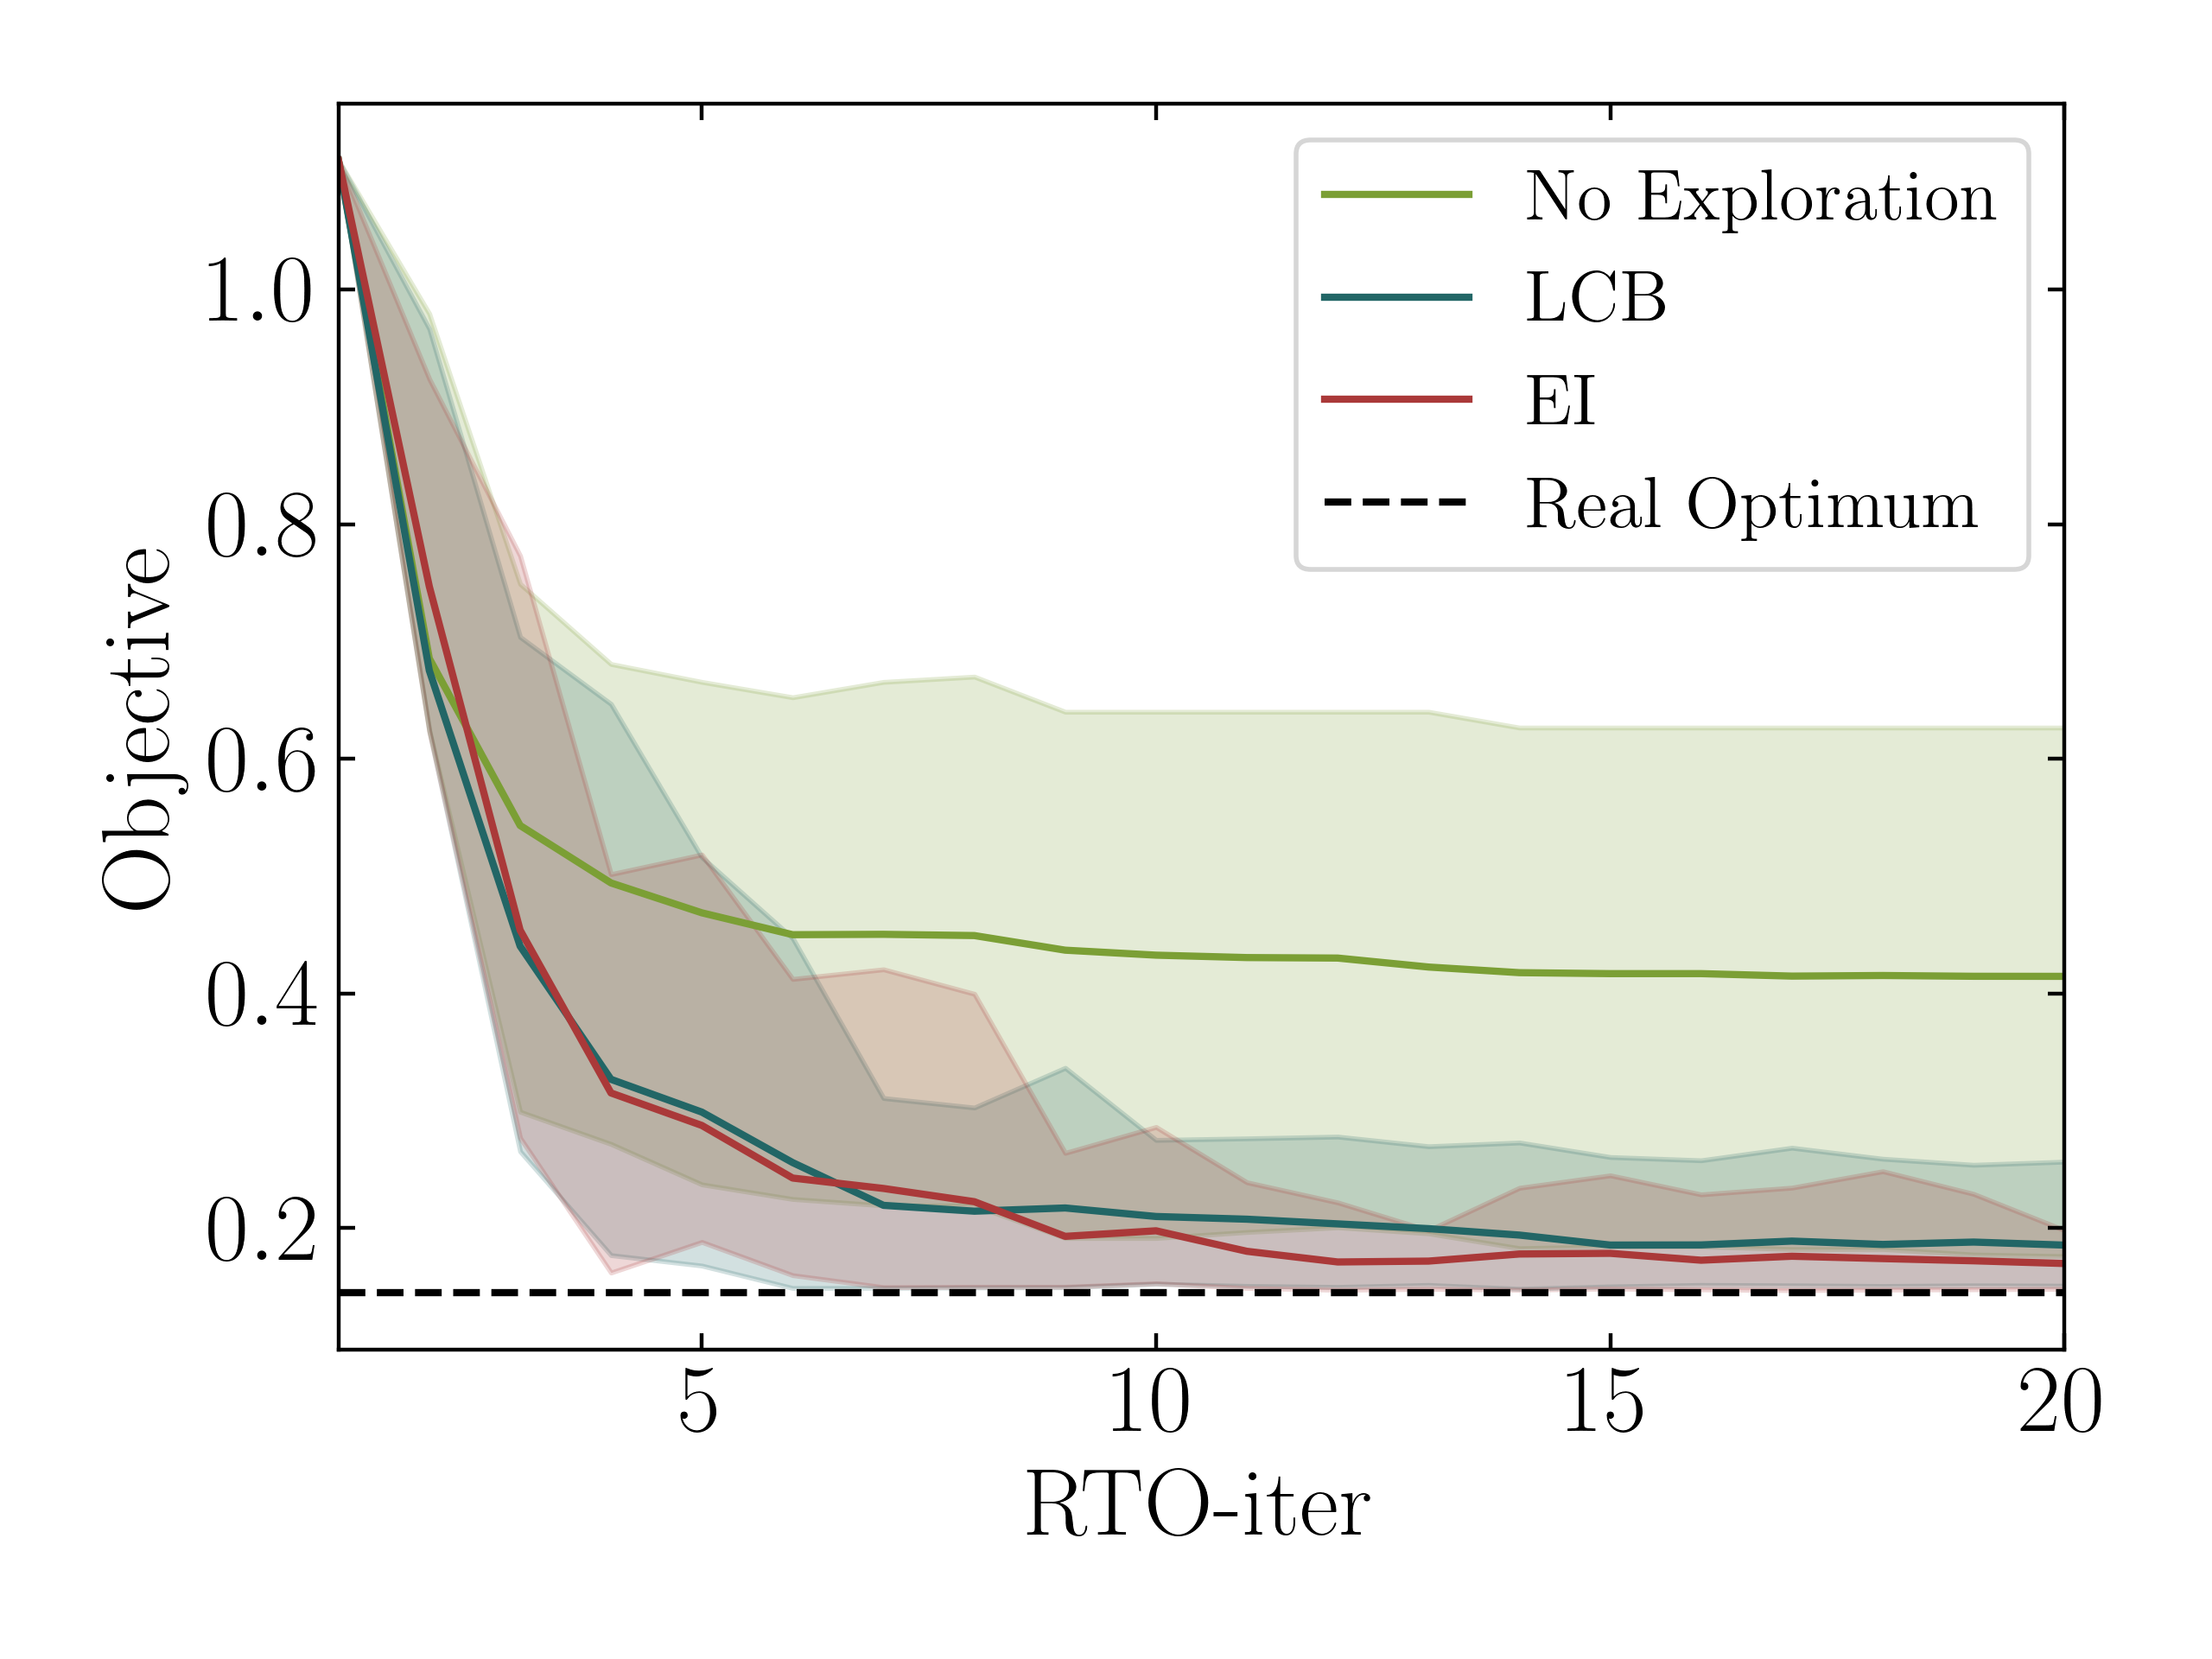 No Exploration
LCB
EI
Real Optimum
1.0
0.8
0.6
0.4
0.2
Objective
5 10 15 20
RTO-iter